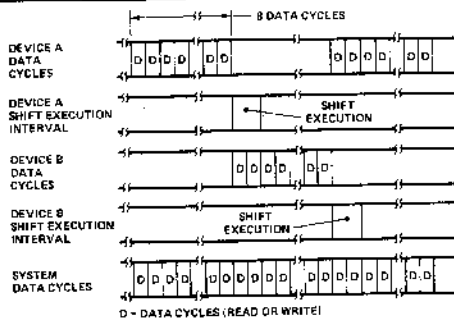 8 DATA CYCLES
DEVICE A
DATA
CYCLES
D D D D D D D D D D D D
DEVICE A
SHIFT EXECUTION
INTERVAL
SHIFT
EXECUTION
DEVICE B
DATA
CYCLES
D D D D D D
DEVICE B
SHIFT EXECUTION
INTERVAL
SHIFT
EXECUTION
SYSTEM
DATA CYCLES
D D D D D D D D D D D D D D D D D D
D - DATA CYCLES (READ OR WRITE)